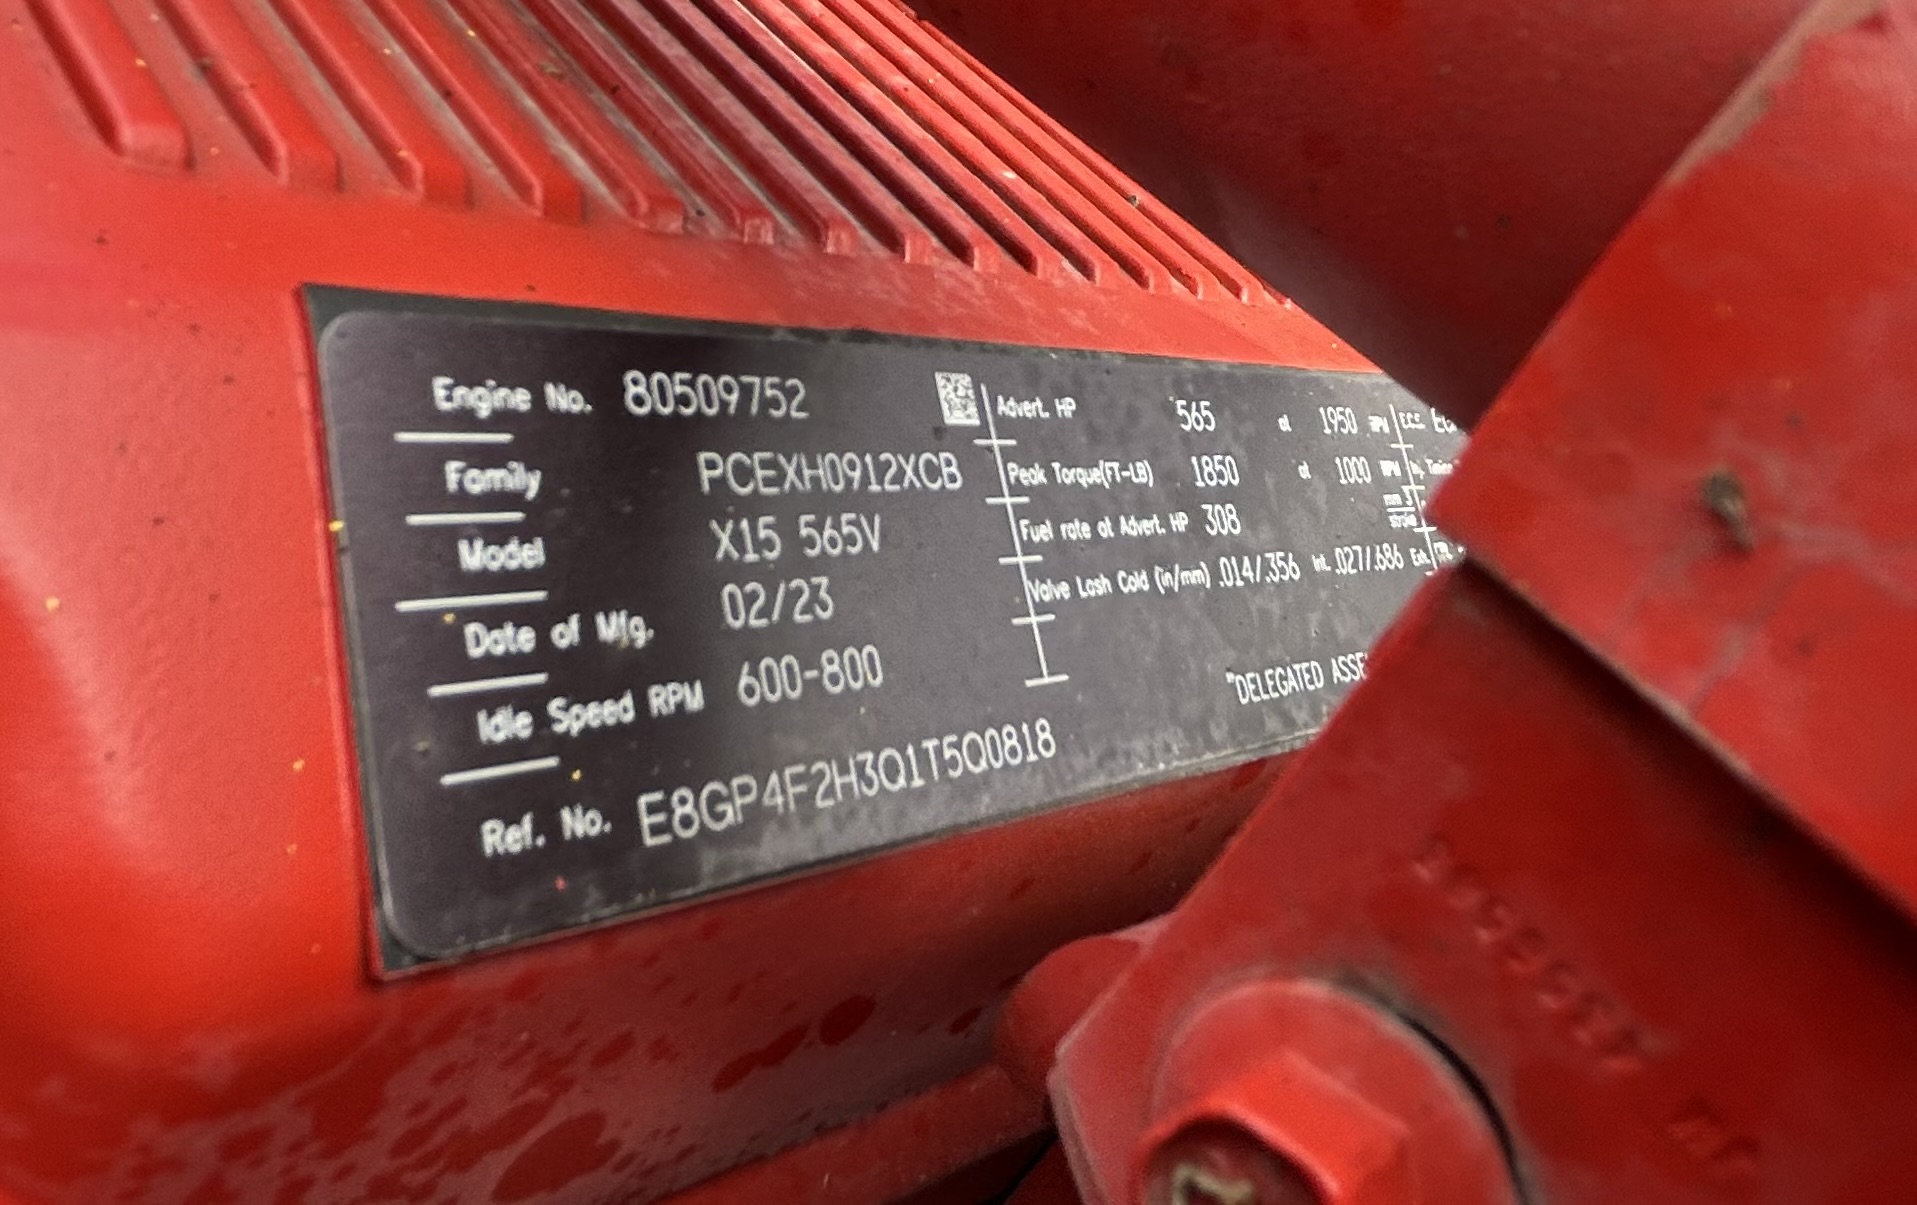 Engine No. 80509752
Family PCEXH0912XCB
Model X15 565V
Date of Mfg. 02/23
Idle Speed RPM 600-800
Ref. No. E8GP4F2H3Q1T5Q0818
Advert. HP 565 at 1950 RPM
Peak Torque(FT-LB) 1850 at 1000 RPM
Fuel rate at Advert. HP 308 mm3 stroke
Valve Lash Cold (in/mm) .014/.356 Int. .027/.686 Exh.
"DELEGATED